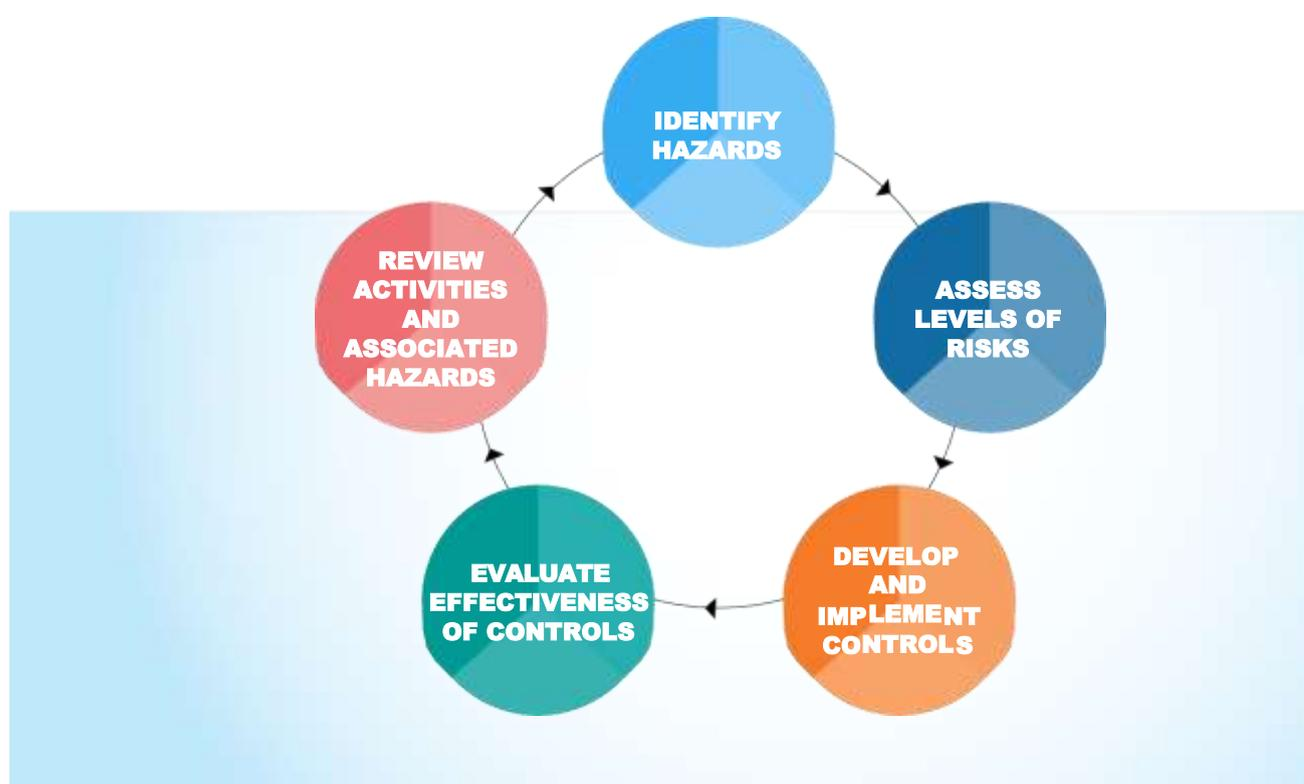 IDENTIFY
HAZARDS
ASSESS
LEVELS OF
RISKS
DEVELOP
AND
IMPLEMENT
CONTROLS
EVALUATE
EFFECTIVENESS
OF CONTROLS
REVIEW
ACTIVITIES
AND
ASSOCIATED
HAZARDS